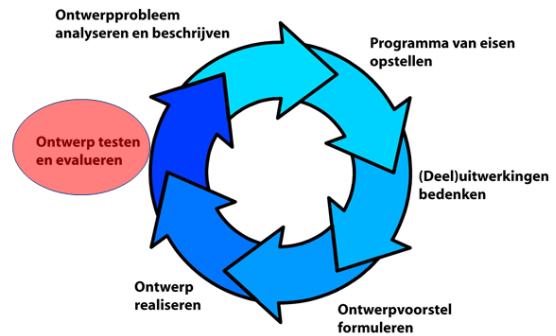 Ontwerpprobleem
analyseren en beschrijven
Programma van eisen
opstellen
(Deel)uitwerkingen
bedenken
Ontwerpvoorstel
formuleren
Ontwerp
realiseren
Ontwerp testen
en evalueren